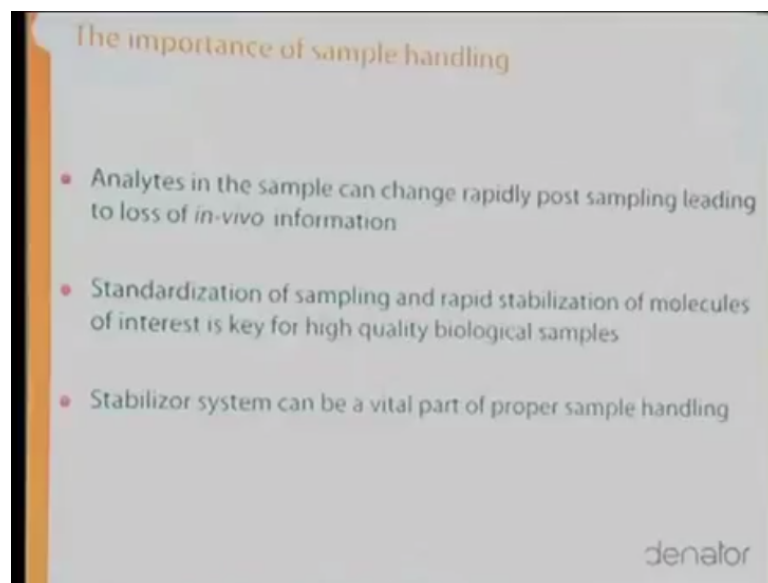 The importance of sample handling
• Analytes in the sample can change rapidly post sampling leading
to loss of in-vivo information
• Standardization of sampling and rapid stabilization of molecules
of interest is key for high quality biological samples
• Stabilizor system can be a vital part of proper sample handling
denator